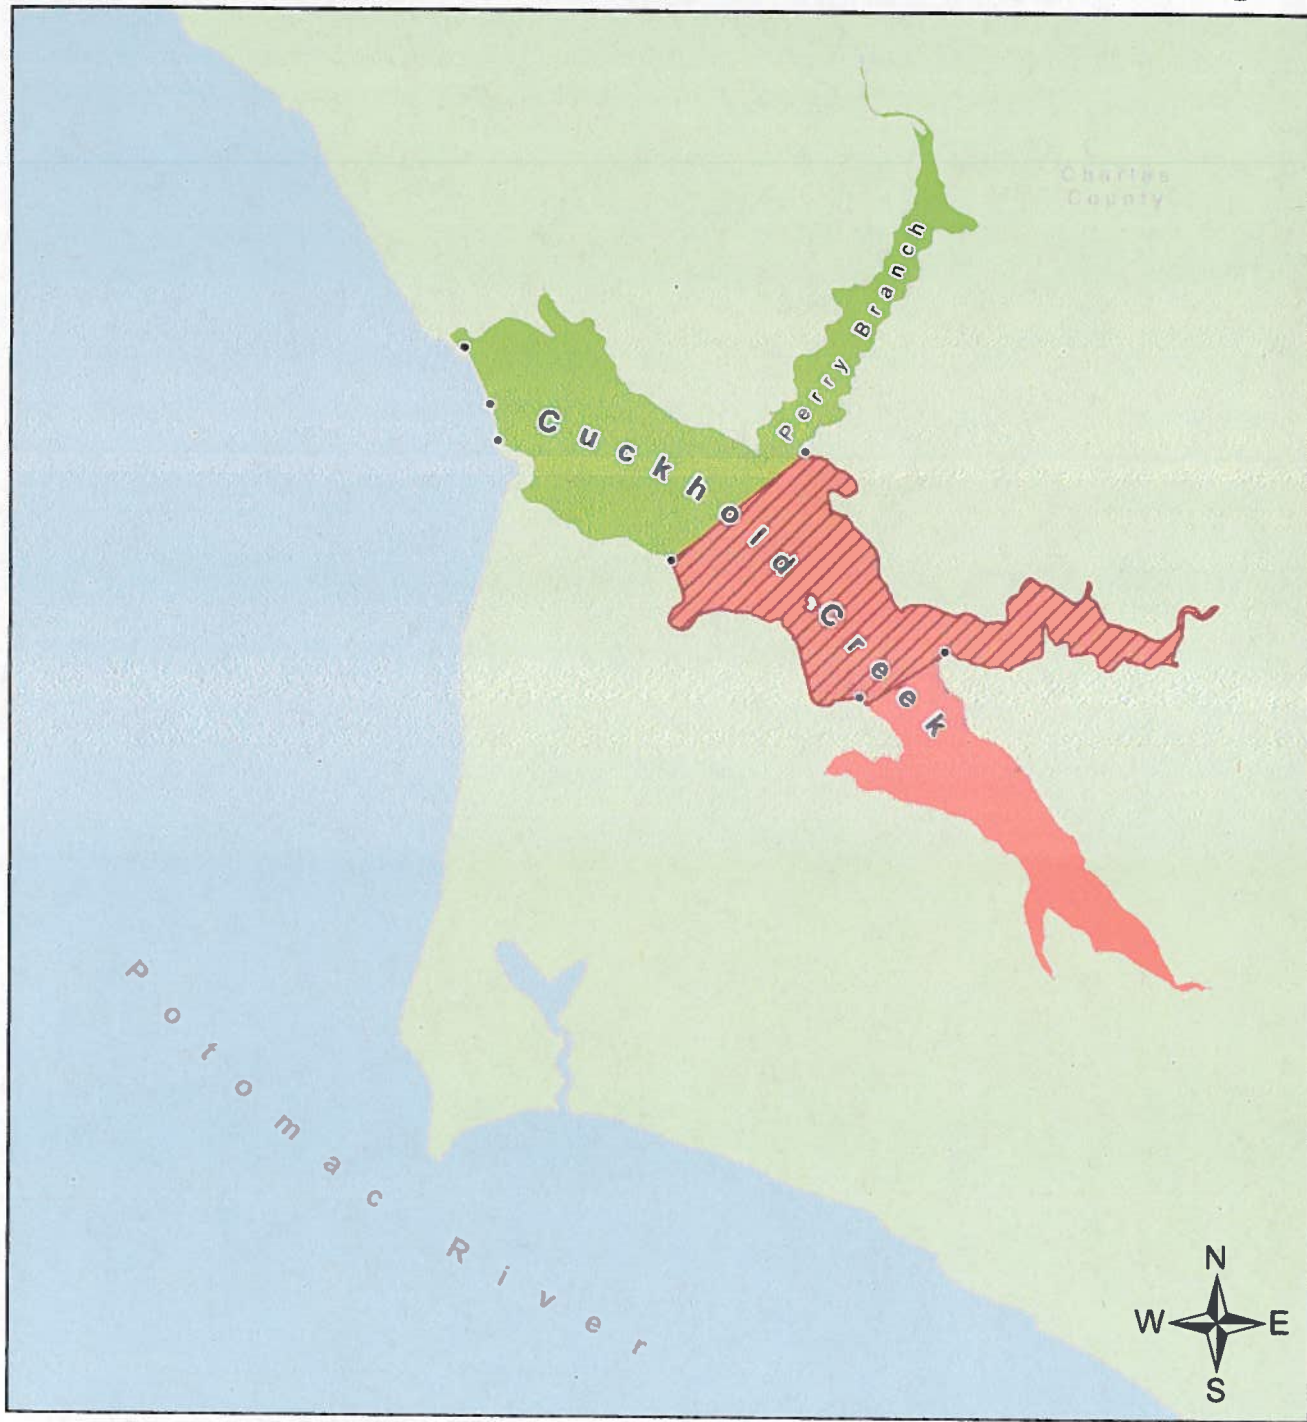 Charles
County
Perry Branch
Cuckhold Creek
Potomac River
N
W E
S